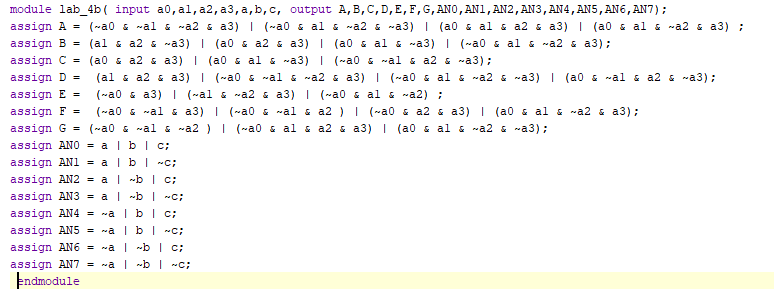 module lab_4b( input a0,a1,a2,a3,a,b,c, output A,B,C,D,E,F,G,AN0,AN1,AN2,AN3,AN4,AN5,AN6,AN7);
assign A = (~a0 & ~a1 & ~a2 & a3) | (~a0 & a1 & ~a2 & ~a3) | (a0 & ~a1 & a2 & a3) | (a0 & a1 & ~a2 & a3) ;
assign B = (a1 & a2 & ~a3) | (a0 & a2 & a3) | (a0 & a1 & ~a3) | (~a0 & a1 & ~a2 & a3);
assign C = (a0 & a2 & a3) | (a0 & a1 & ~a3) | (~a0 & ~a1 & a2 & ~a3);
assign D =  (a1 & a2 & a3) | (~a0 & ~a1 & ~a2 & a3) | (~a0 & a1 & ~a2 & ~a3) | (a0 & ~a1 & a2 & ~a3);
assign E =  (~a0 & a3) | (~a1 & ~a2 & a3) | (~a0 & a1 & ~a2) ;
assign F =  (~a0 & ~a1 & a3) | (~a0 & ~a1 & a2 ) | (~a0 & a2 & a3) | (a0 & a1 & ~a2 & a3);
assign G = (~a0 & ~a1 & ~a2 ) | (~a0 & a1 & a2 & a3) | (a0 & a1 & ~a2 & ~a3);
assign AN0 = a | b | c;
assign AN1 = a | b | ~c;
assign AN2 = a | ~b | c;
assign AN3 = a | ~b | ~c;
assign AN4 = ~a | b | c;
assign AN5 = ~a | b | ~c;
assign AN6 = ~a | ~b | c;
assign AN7 = ~a | ~b | ~c;
endmodule